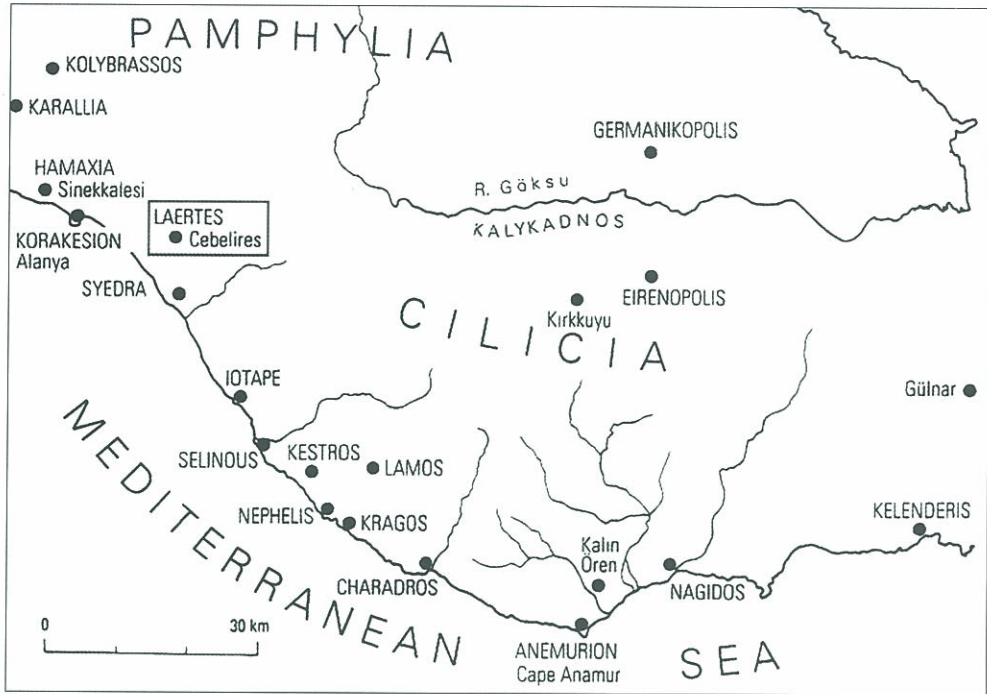 PAMPHYLIA
KOLYBRASSOS
KARALLIA
GERMANIKOPOLIS
HAMAXIA
Sinekkalesi
R. Göksu
KALYKADNOS
LAERTES
Cebelires
KORAKESION
Alanya
SYEDRA
EIRENOPOLIS
Kırkkuyu
CILICIA
IOTAPE
Gülnar
MEDITERRANEAN SEA
SELINOUS
KESTROS
LAMOS
NEPHELIS
KRAGOS
KELENDERIS
Kalın
Ören
CHARADROS
NAGIDOS
0 30 km
ANEMURION
Cape Anamur